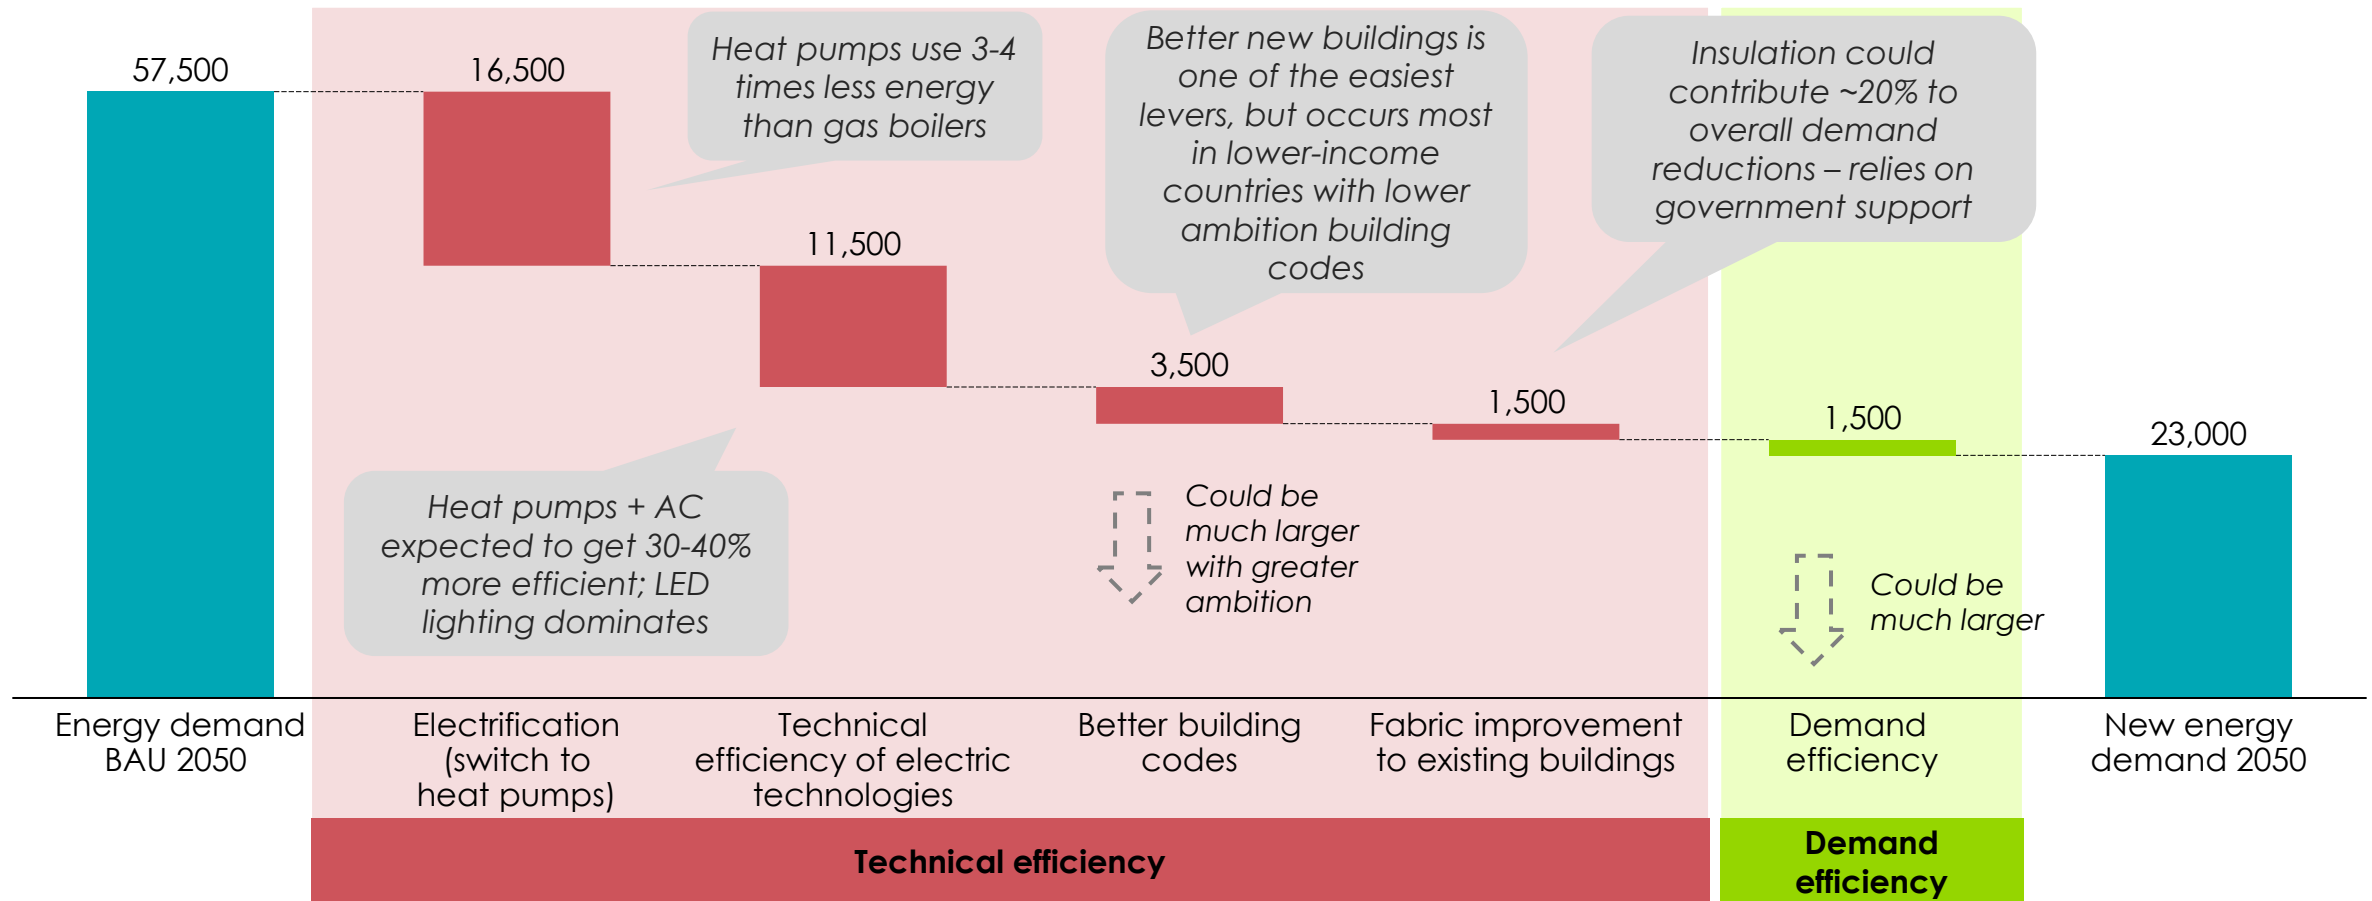 57,500
16,500
Heat pumps use 3-4
times less energy
than gas boilers
Better new buildings is
one of the easiest
levers, but occurs most
in lower-income
countries with lower
ambition building
codes
Insulation could
contribute ~20% to
overall demand
reductions – relies on
government support
11,500
3,500
1,500
1,500
23,000
Heat pumps + AC
expected to get 30-40%
more efficient; LED
lighting dominates
Could be
much larger
with greater
ambition
Could be
much larger
Energy demand
BAU 2050
Electrification
(switch to
heat pumps)
Technical
efficiency of electric
technologies
Better building
codes
Fabric improvement
to existing buildings
Demand
efficiency
New energy
demand 2050
Technical efficiency
Demand
efficiency